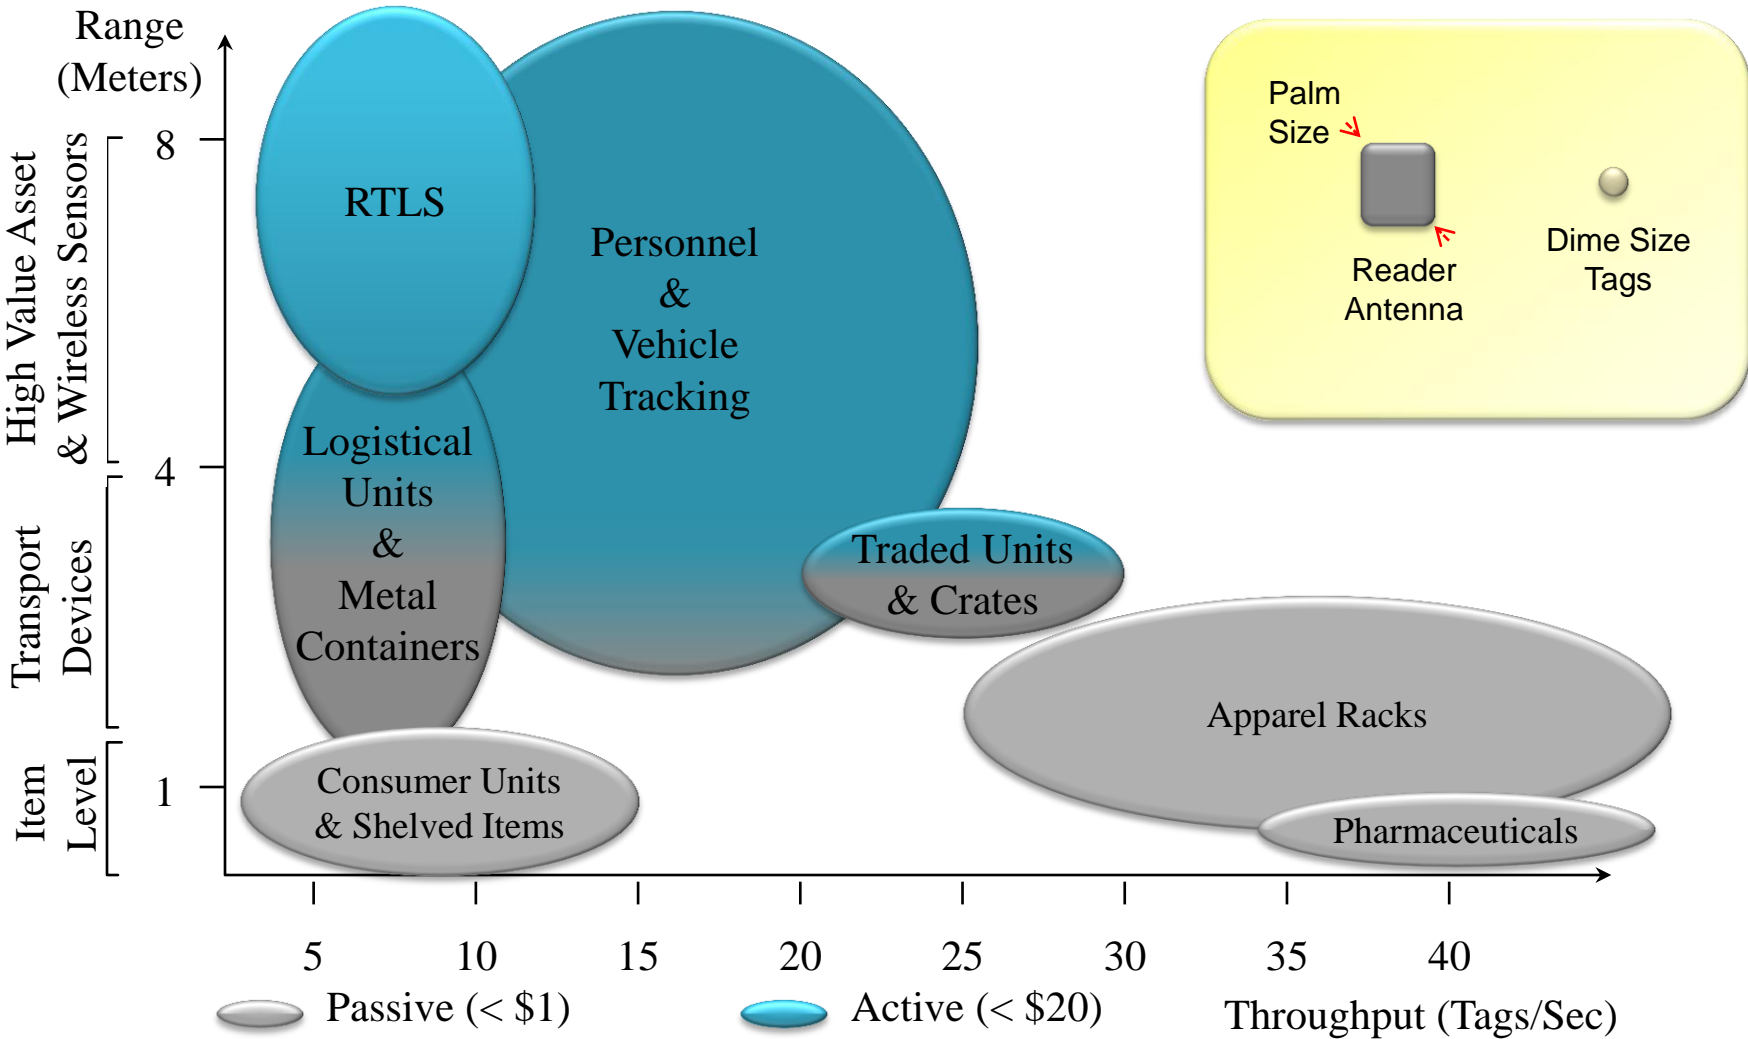 Range
(Meters)
8
4
1
High Value Asset
& Wireless Sensors
Transport
Devices
Item
Level
RTLS
Personnel
&
Vehicle
Tracking
Logistical
Units
&
Metal
Containers
Traded Units
& Crates
Apparel Racks
Consumer Units
& Shelved Items
Pharmaceuticals
Palm
Size
Reader
Antenna
Dime Size
Tags
5 10 15 20 25 30 35 40
Passive (< $1) Active (< $20) Throughput (Tags/Sec)